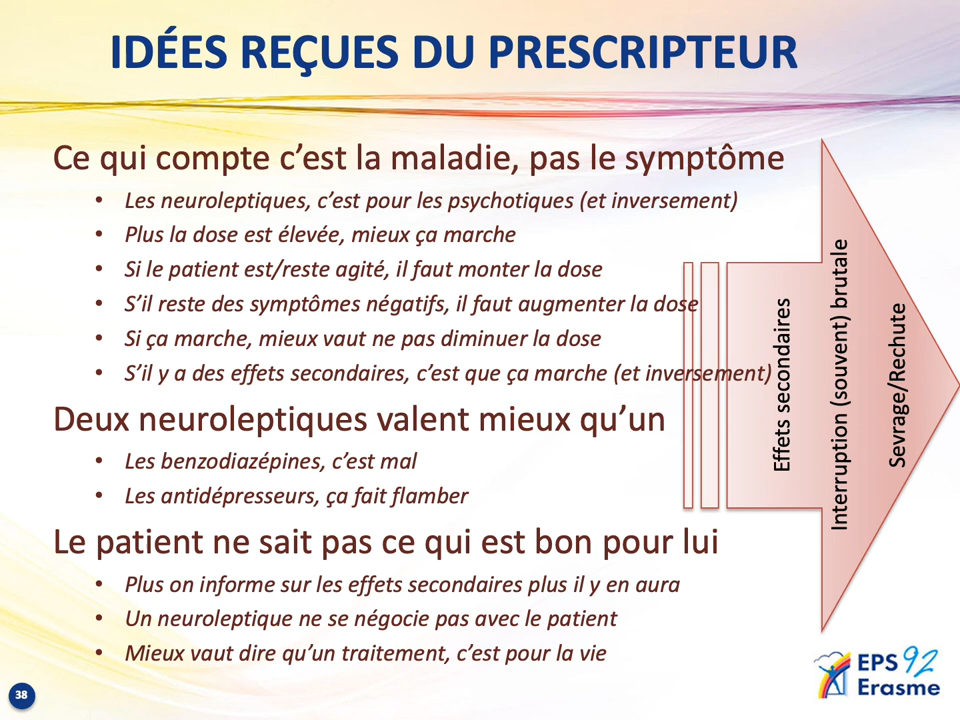 IDÉES REÇUES DU PRESCRIPTEUR
Ce qui compte c’est la maladie, pas le symptôme
• Les neuroleptiques, c’est pour les psychotiques (et inversement)
• Plus la dose est élevée, mieux ça marche
• Si le patient est/reste agité, il faut monter la dose
• S’il reste des symptômes négatifs, il faut augmenter la dose
• Si ça marche, mieux vaut ne pas diminuer la dose
• S’il y a des effets secondaires, c’est que ça marche (et inversement)
Deux neuroleptiques valent mieux qu’un
• Les benzodiazépines, c’est mal
• Les antidépresseurs, ça fait flamber
Le patient ne sait pas ce qui est bon pour lui
• Plus on informe sur les effets secondaires plus il y en aura
• Un neuroleptique ne se négocie pas avec le patient
• Mieux vaut dire qu’un traitement, c’est pour la vie
Effets secondaires
Interruption (souvent) brutale
Sevrage/Rechute
38
EPS 92
Erasme